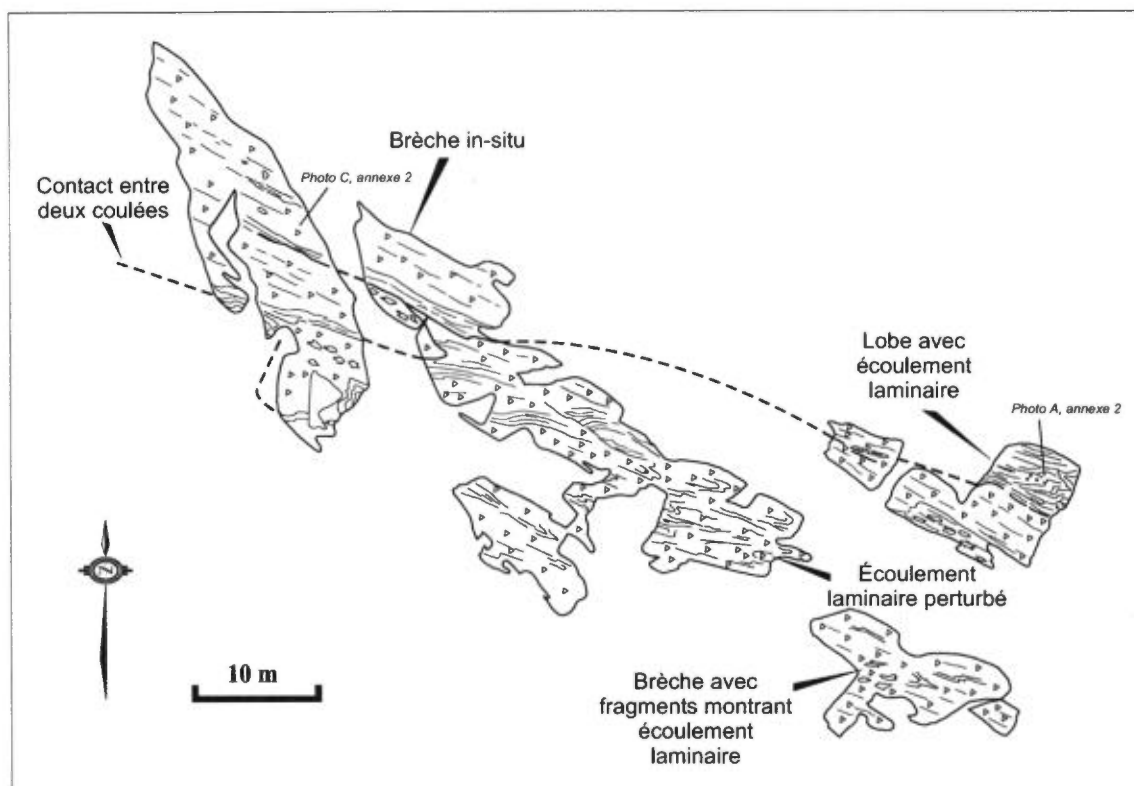 Brèche in-situ
Photo C, annexe 2
Contact entre
deux coulées
Lobe avec
écoulement
laminaire
Photo A, annexe 2
Écoulement
laminaire perturbé
10 m
Brèche avec
fragments montrant
écoulement
laminaire